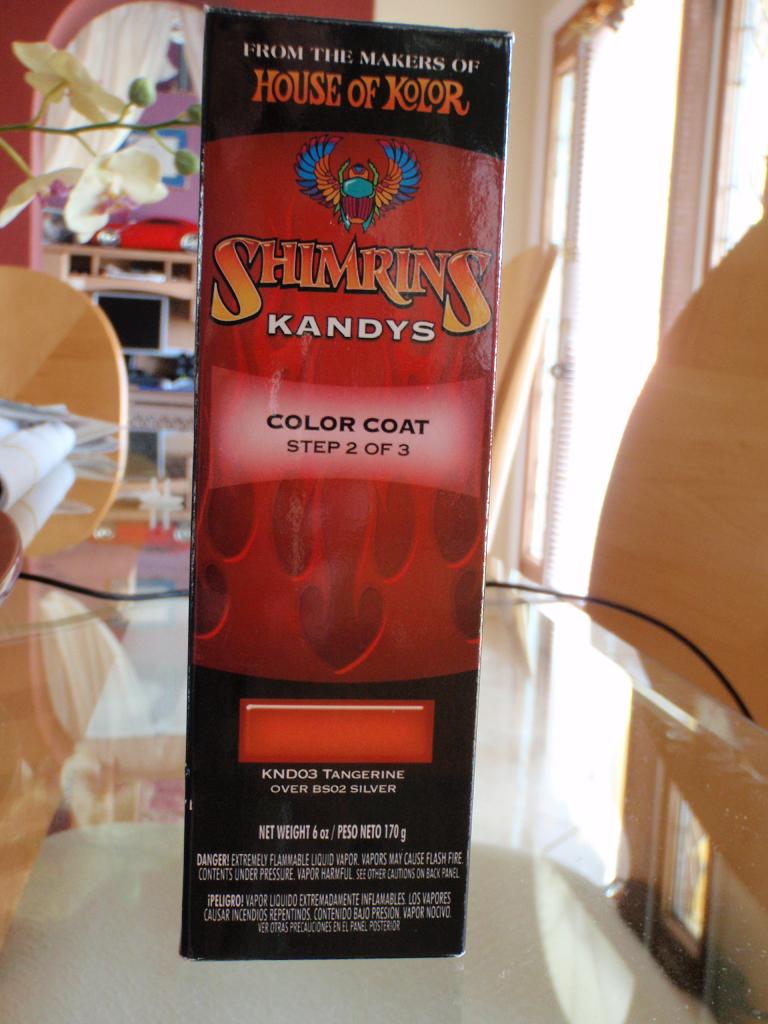 FROM THE MAKERS OF
HOUSE OF KOLOR
SHIMRINS
KANDYS
COLOR COAT
STEP 2 OF 3
KND03 TANGERINE
OVER BS02 SILVER
NET WEIGHT 6 oz / PESO NETO 170 g
DANGER! EXTREMELY FLAMMABLE LIQUID VAPOR. VAPORS MAY CAUSE FLASH FIRE.
CONTENTS UNDER PRESSURE. VAPOR HARMFUL. SEE OTHER CAUTIONS ON BACK PANEL.
¡PELIGRO! VAPOR LIQUIDO EXTREMADAMENTE INFLAMABLES. LOS VAPORES
CAUSAR INCENDIOS REPENTINOS. CONTENIDO BAJO PRESION. VAPOR NOCIVO.
VER OTRAS PRECAUCIONES EN EL PANEL POSTERIOR